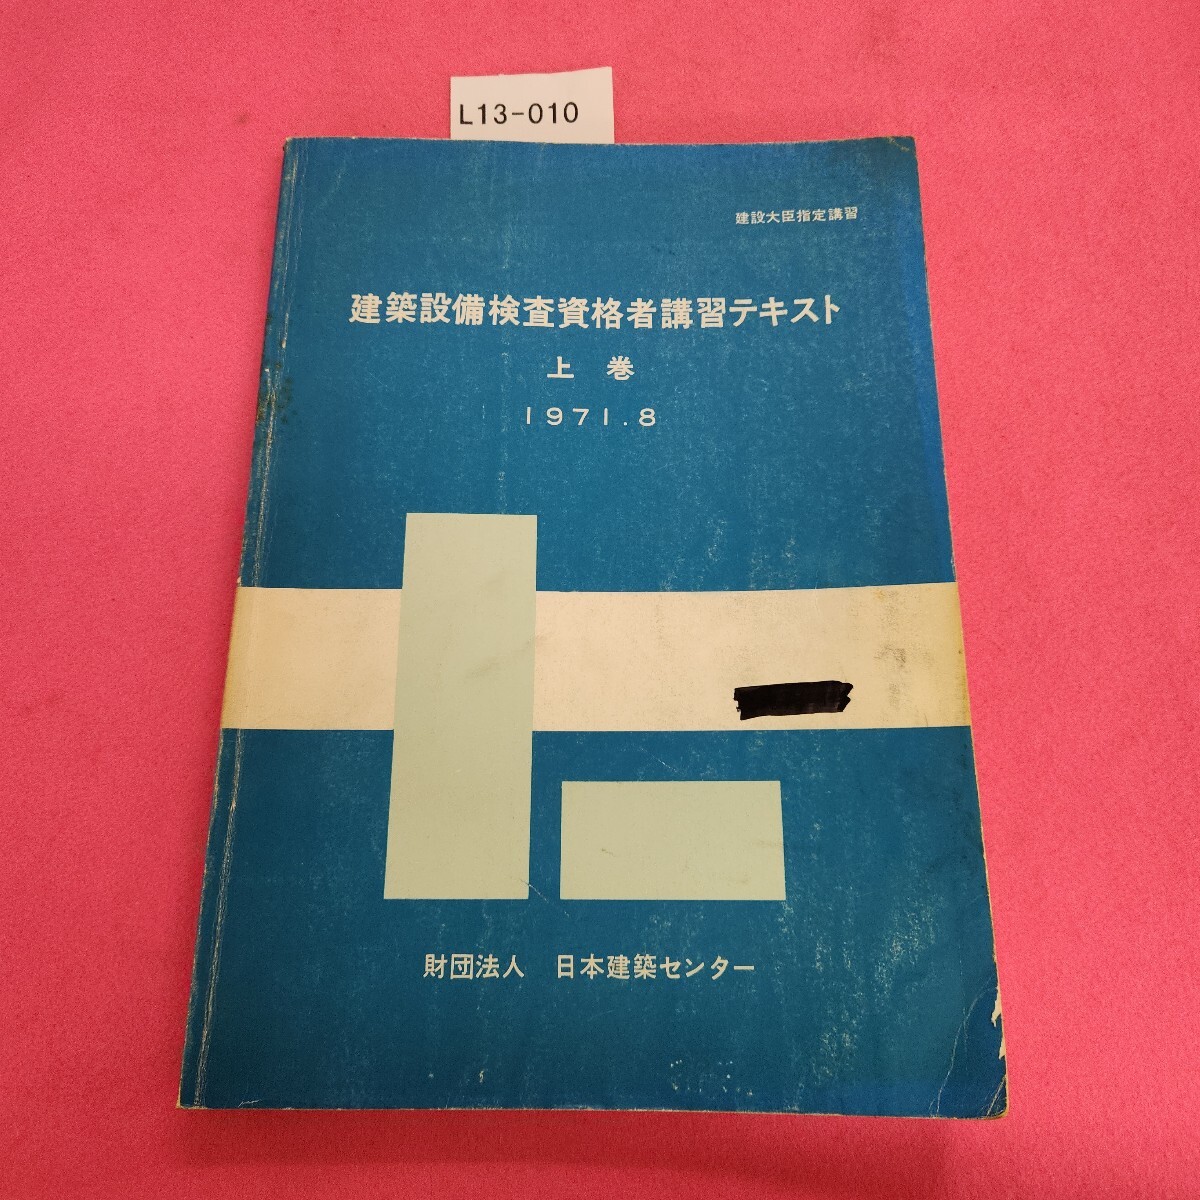 L13-010
建設大臣指定講習
建築設備検査資格者講習テキスト
上 巻
1971.8
財団法人 日本建築センター